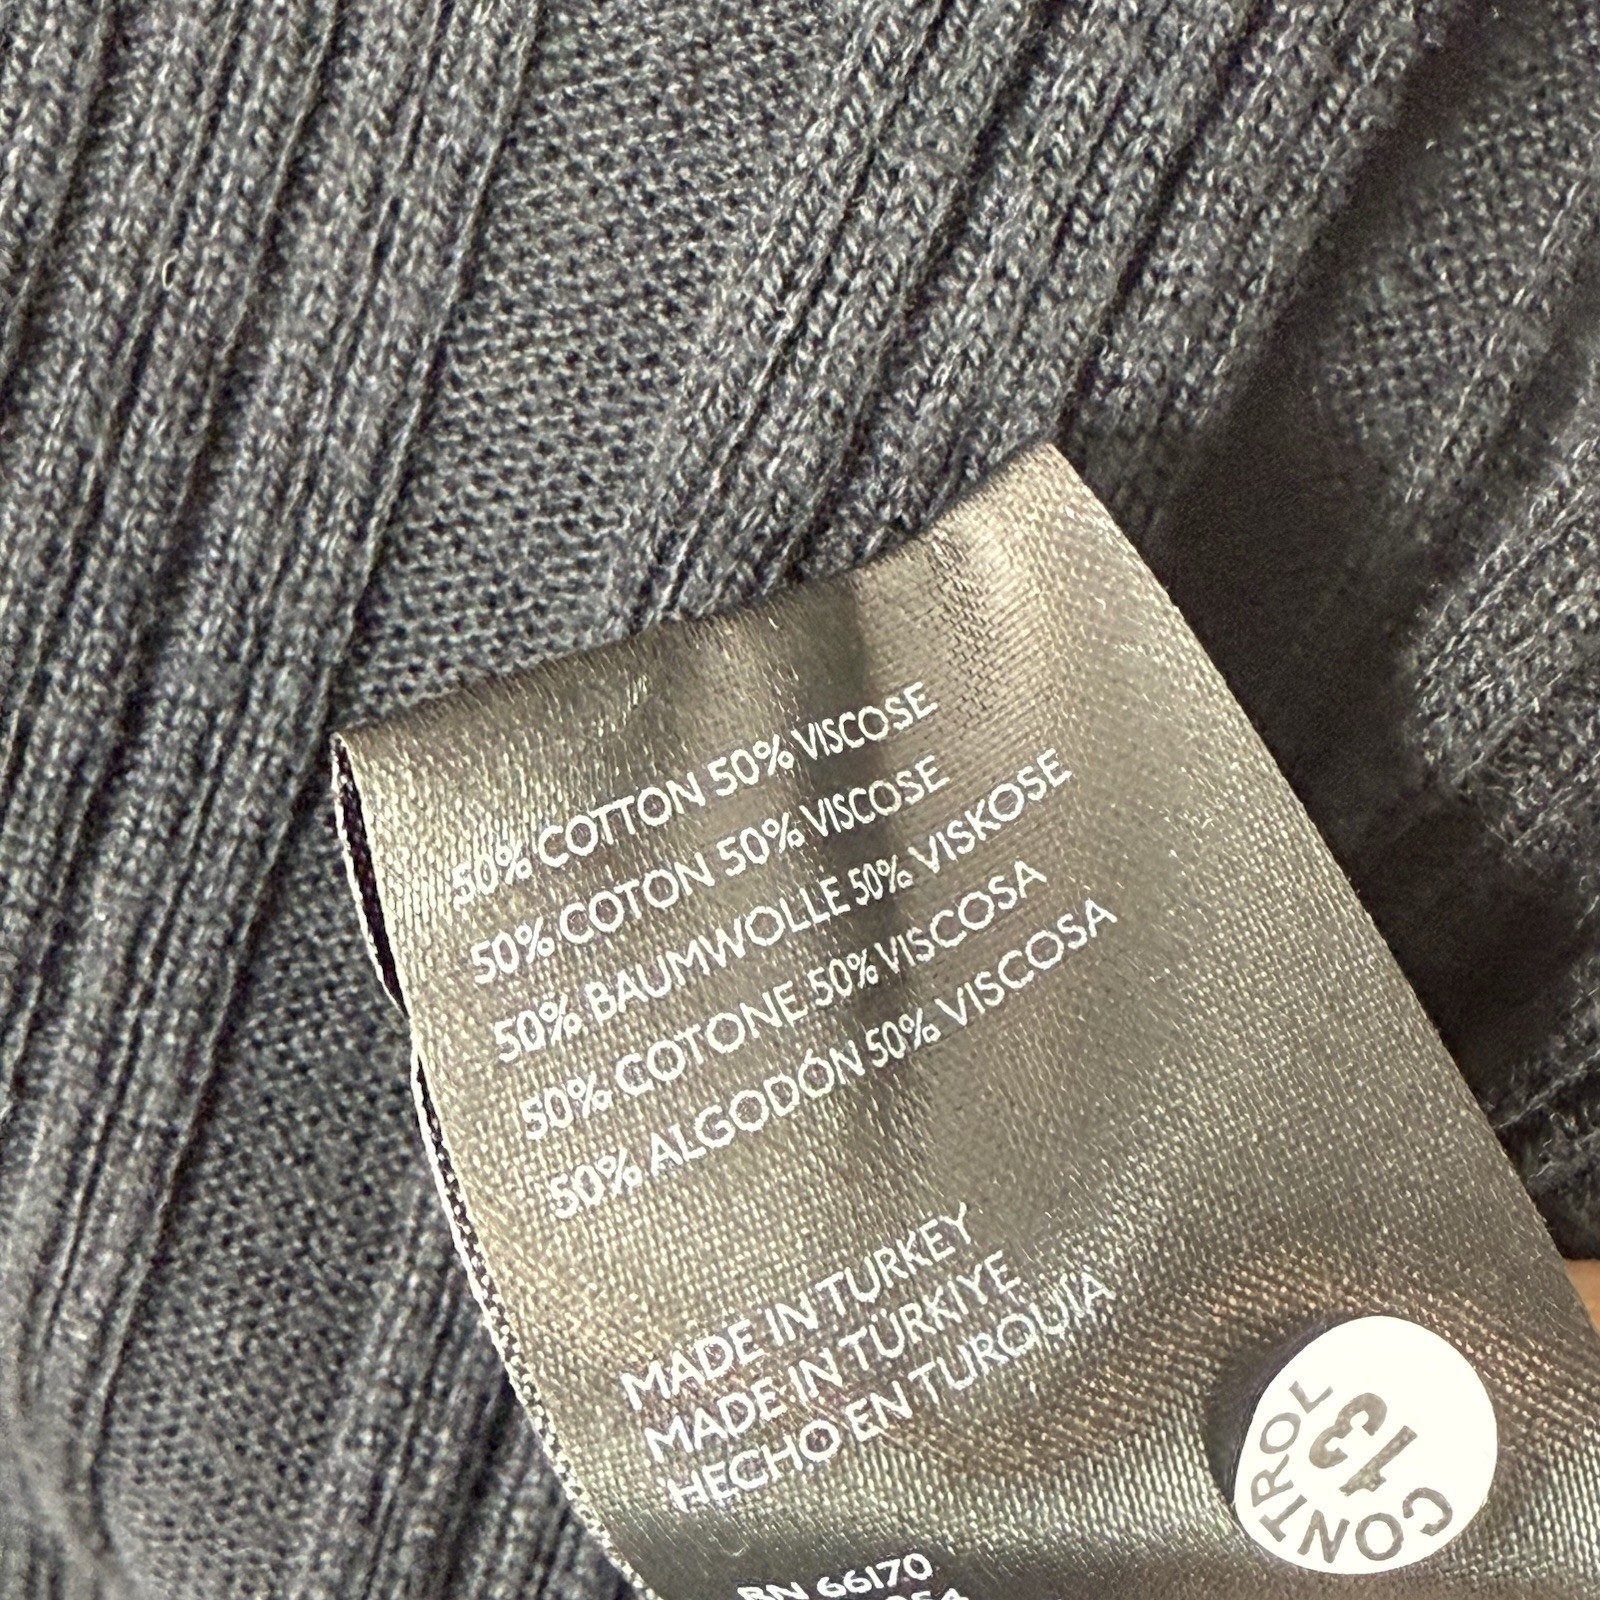 50% COTTON 50% VISCOSE
50% COTON 50% VISCOSE
50% BAUMWOLLE 50% VISKOSE
50% COTONE 50% VISCOSA
50% ALGODÓN 50% VISCOSA
MADE IN TURKEY
MADE IN TÜRKIYE
HECHO EN TURQUÍA
RN 66170
CONTROL
13